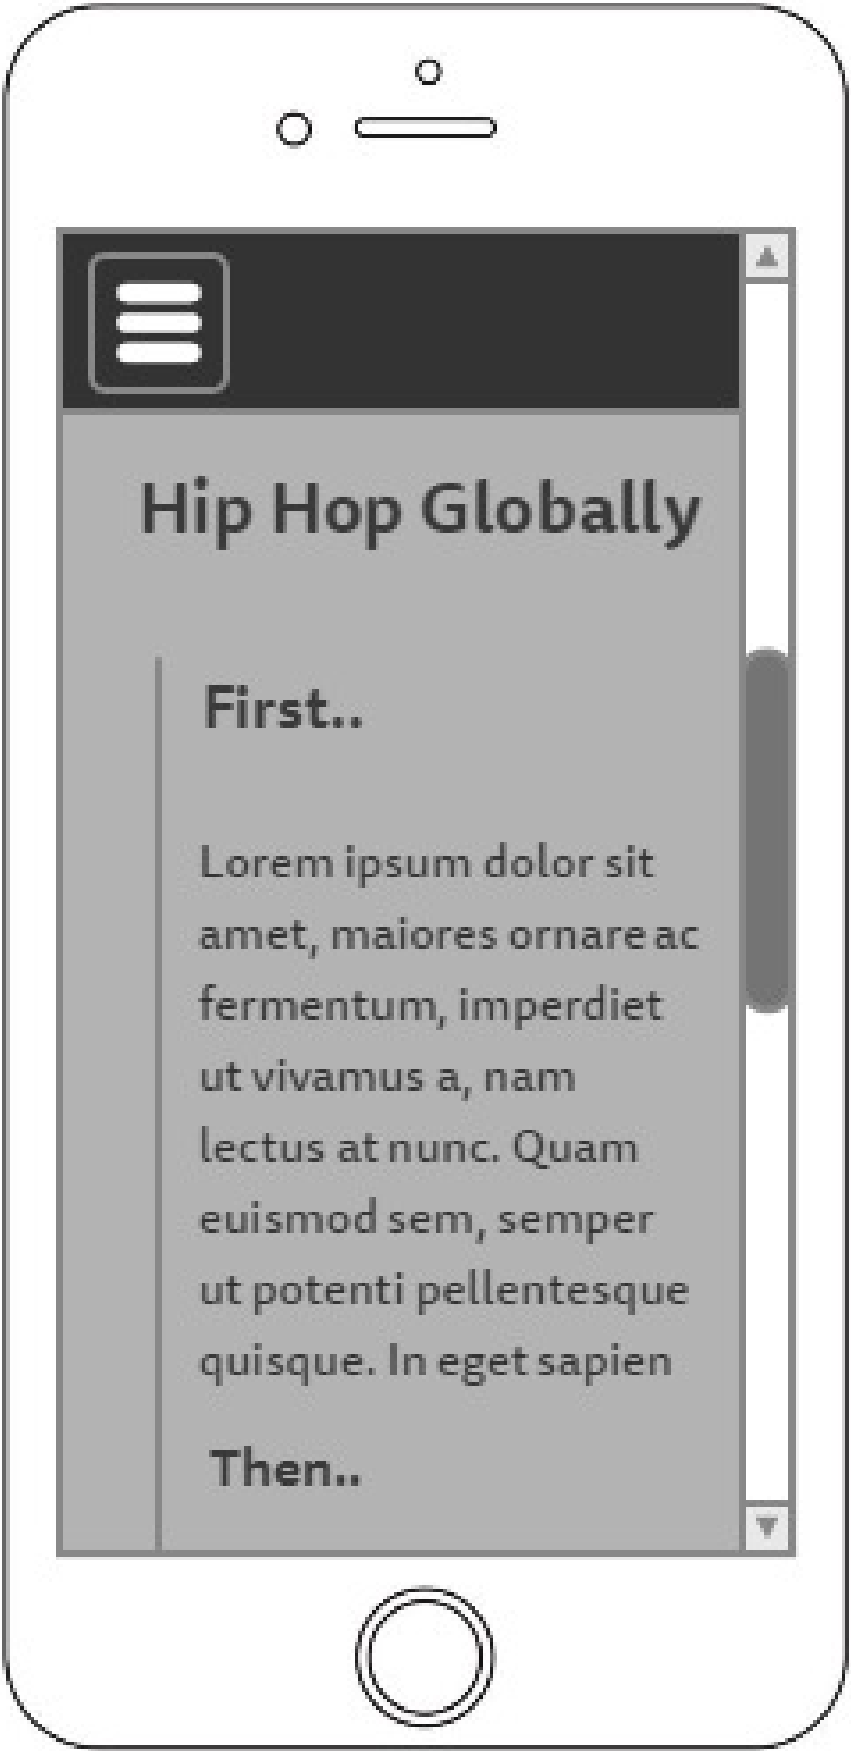 Hip Hop Globally
First..
Lorem ipsum dolor sit
amet, maiores ornare ac
fermentum, imperdiet
ut vivamus a, nam
lectus at nunc. Quam
euismod sem, semper
ut potenti pellentesque
quisque. In eget sapien
Then..